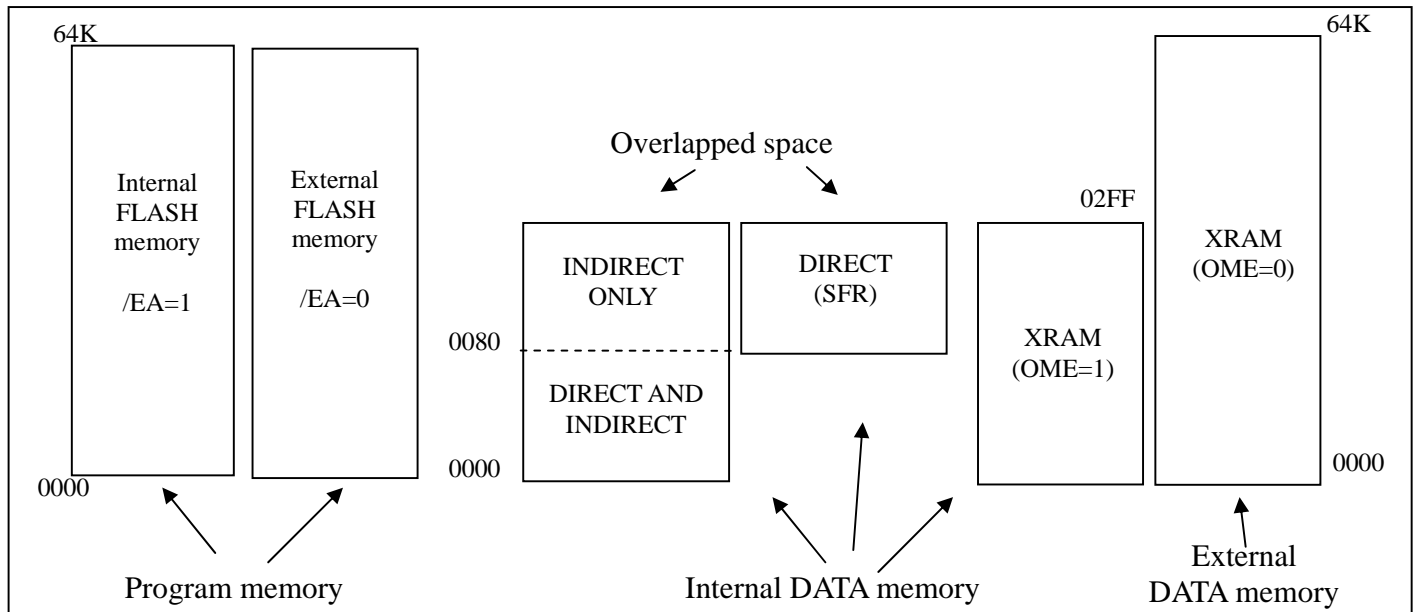 64K
Internal
FLASH
memory
/EA=1
0000
External
FLASH
memory
/EA=0
Program memory
Overlapped space
INDIRECT
ONLY
DIRECT
(SFR)
0080
DIRECT AND
INDIRECT
0000
02FF
XRAM
(OME=1)
Internal DATA memory
64K
XRAM
(OME=0)
0000
External
DATA memory